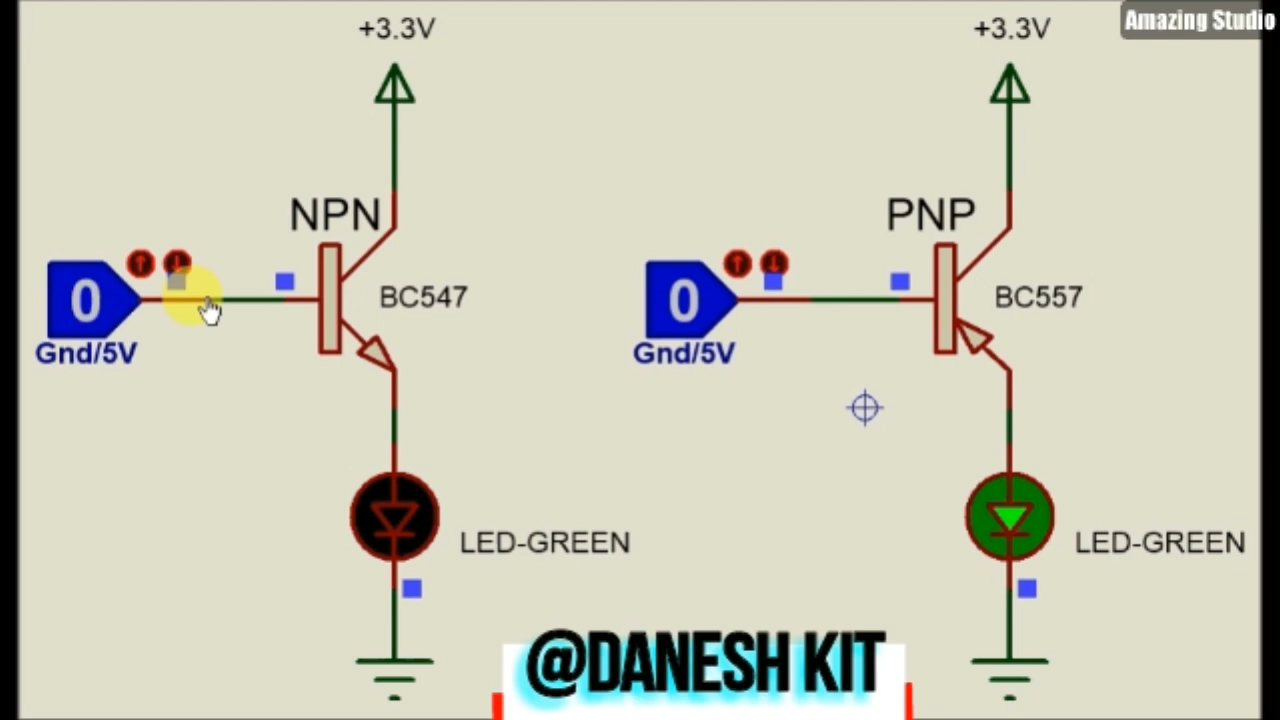 Amazing Studio
+3.3V
+3.3V
NPN
PNP
0
BC547
0
BC557
Gnd/5V
Gnd/5V
LED-GREEN
LED-GREEN
@DANESH KIT